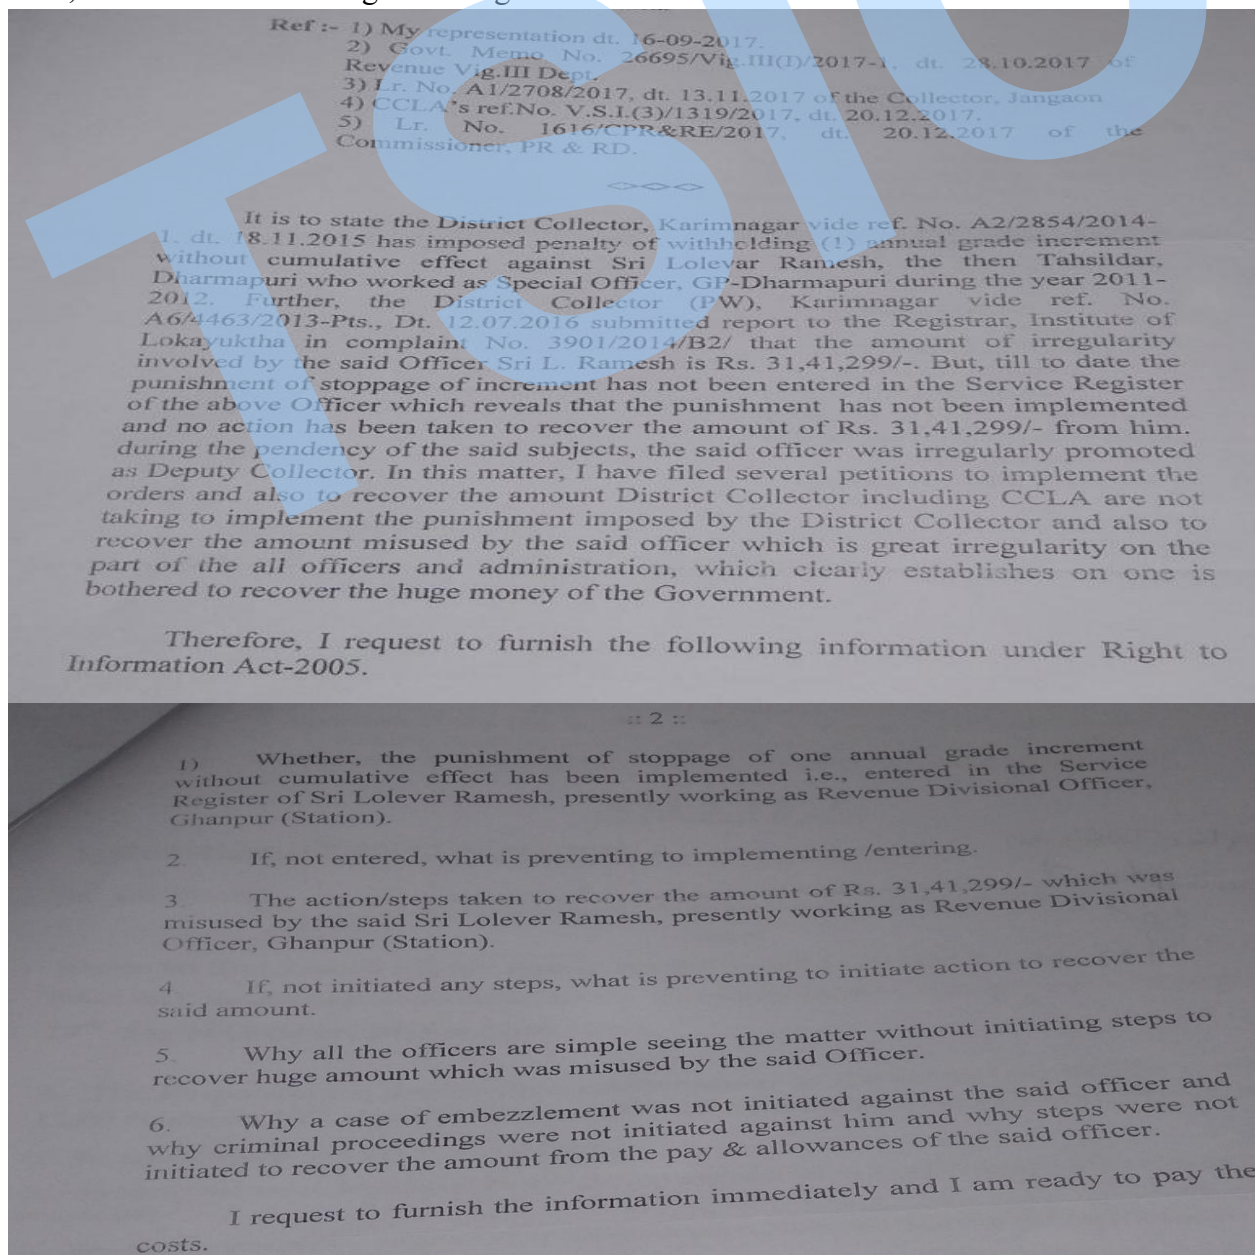 Ref :- 1) My representation dt. 16-09-2017.
2) Govt. Memo No. 26695/Vig.III(I)/2017-1, dt. 28.10.2017 of
Revenue Vig.III Dept.
3) Lr. No. A1/2708/2017, dt. 13.11.2017 of the Collector, Jangaon
4) CCLA's ref.No. V.S.I.(3)/1319/2017, dt. 20.12.2017.
5) Lr. No. 1616/CPR&RE/2017, dt. 20.12.2017 of the
Commissioner, PR & RD.
It is to state the District Collector, Karimnagar vide ref. No. A2/2854/2014-
1, dt. 18.11.2015 has imposed penalty of withholding (1) annual grade increment
without cumulative effect against Sri Lolevar Ramesh, the then Tahsildar,
Dharmapuri who worked as Special Officer, GP-Dharmapuri during the year 2011-
2012. Further, the District Collector (PW), Karimnagar vide ref. No.
A6/4463/2013-Pts., Dt. 12.07.2016 submitted report to the Registrar, Institute of
Lokayuktha in complaint No. 3901/2014/B2/ that the amount of irregularity
involved by the said Officer Sri L. Ramesh is Rs. 31,41,299/-. But, till to date the
punishment of stoppage of increment has not been entered in the Service Register
of the above Officer which reveals that the punishment has not been implemented
and no action has been taken to recover the amount of Rs. 31,41,299/- from him.
during the pendency of the said subjects, the said officer was irregularly promoted
as Deputy Collector. In this matter, I have filed several petitions to implement the
orders and also to recover the amount District Collector including CCLA are not
taking to implement the punishment imposed by the District Collector and also to
recover the amount misused by the said officer which is great irregularity on the
part of the all officers and administration, which clearly establishes on one is
bothered to recover the huge money of the Government.
Therefore, I request to furnish the following information under Right to
Information Act-2005.
:: 2 ::
1) Whether, the punishment of stoppage of one annual grade increment
without cumulative effect has been implemented i.e., entered in the Service
Register of Sri Lolever Ramesh, presently working as Revenue Divisional Officer,
Ghanpur (Station).
2. If, not entered, what is preventing to implementing /entering.
3. The action/steps taken to recover the amount of Rs. 31,41,299/- which was
misused by the said Sri Lolever Ramesh, presently working as Revenue Divisional
Officer, Ghanpur (Station).
4. If, not initiated any steps, what is preventing to initiate action to recover the
said amount.
5. Why all the officers are simple seeing the matter without initiating steps to
recover huge amount which was misused by the said Officer.
6. Why a case of embezzlement was not initiated against the said officer and
why criminal proceedings were not initiated against him and why steps were not
initiated to recover the amount from the pay & allowances of the said officer.
I request to furnish the information immediately and I am ready to pay the
costs.